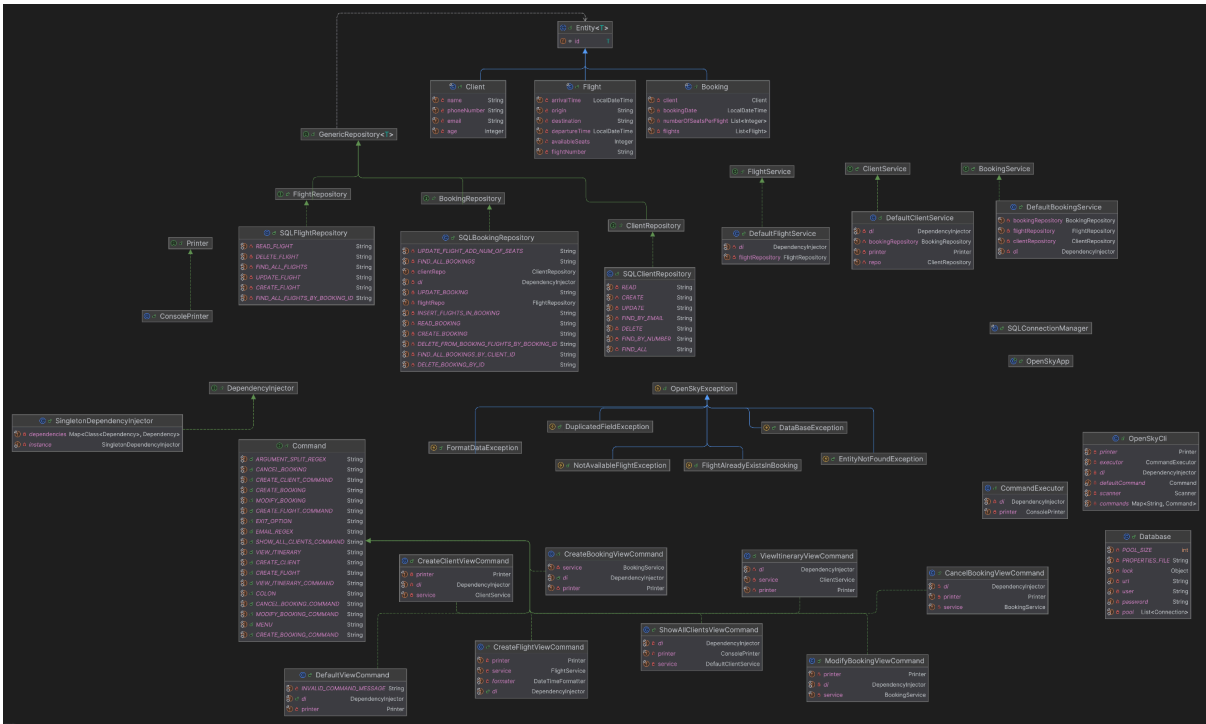 Entity<T>
id T
Client
name String
phoneNumber String
email String
age Integer
Flight
arrivalTime LocalDateTime
origin String
destination String
departureTime LocalDateTime
availableSeats Integer
flightNumber String
Booking
client Client
bookingDate LocalDateTime
numberOfSeatsPerFlight List<Integer>
flights List<Flight>
GenericRepository<T>
FlightRepository
BookingRepository
ClientRepository
FlightService
ClientService
BookingService
Printer
ConsolePrinter
SQLFlightRepository
READ_FLIGHT String
DELETE_FLIGHT String
FIND_ALL_FLIGHTS String
UPDATE_FLIGHT String
CREATE_FLIGHT String
FIND_ALL_FLIGHTS_BY_BOOKING_ID String
SQLBookingRepository
UPDATE_FLIGHT_ADD_NUM_OF_SEATS String
FIND_ALL_BOOKINGS String
clientRepo ClientRepository
di DependencyInjector
UPDATE_BOOKING String
flightRepo FlightRepository
INSERT_FLIGHTS_IN_BOOKING String
READ_BOOKING String
CREATE_BOOKING String
DELETE_FROM_BOOKING_FLIGHTS_BY_BOOKING_ID String
FIND_ALL_BOOKINGS_BY_CLIENT_ID String
DELETE_BOOKING_BY_ID String
SQLClientRepository
READ String
CREATE String
UPDATE String
FIND_BY_EMAIL String
DELETE String
FIND_BY_NUMBER String
FIND_ALL String
DefaultFlightService
di DependencyInjector
flightRepository FlightRepository
DefaultClientService
di DependencyInjector
bookingRepository BookingRepository
printer Printer
repo ClientRepository
DefaultBookingService
bookingRepository BookingRepository
flightRepository FlightRepository
clientRepository ClientRepository
di DependencyInjector
SQLConnectionManager
OpenSkyApp
DependencyInjector
SingletonDependencyInjector
dependencies Map<Class<Dependency>, Dependency>
instance SingletonDependencyInjector
OpenSkyException
FormatDataException
DuplicatedFieldException
NotAvailableFlightException
FlightAlreadyExistsInBooking
DataBaseException
EntityNotFoundException
Command
ARGUMENT_SPLIT_REGEX String
CANCEL_BOOKING String
CREATE_CLIENT_COMMAND String
CREATE_BOOKING String
MODIFY_BOOKING String
CREATE_FLIGHT_COMMAND String
EXIT_OPTION String
EMAIL_REGEX String
SHOW_ALL_CLIENTS_COMMAND String
VIEW_ITINERARY String
CREATE_CLIENT String
CREATE_FLIGHT String
VIEW_ITINERARY_COMMAND String
COLON String
CANCEL_BOOKING_COMMAND String
MODIFY_BOOKING_COMMAND String
MENU String
CREATE_BOOKING_COMMAND String
OpenSkyCli
printer Printer
executor CommandExecutor
di DependencyInjector
defaultCommand Command
scanner Scanner
commands Map<String, Command>
CommandExecutor
di DependencyInjector
printer ConsolePrinter
Database
POOL_SIZE int
PROPERTIES_FILE String
lock Object
url String
user String
password String
pool List<Connection>
CreateClientViewCommand
printer Printer
di DependencyInjector
service ClientService
CreateBookingViewCommand
service BookingService
di DependencyInjector
printer Printer
ViewItineraryViewCommand
di DependencyInjector
service ClientService
printer Printer
CancelBookingViewCommand
di DependencyInjector
printer Printer
service BookingService
CreateFlightViewCommand
printer Printer
service FlightService
formater DateTimeFormatter
di DependencyInjector
ShowAllClientsViewCommand
di DependencyInjector
printer ConsolePrinter
service DefaultClientService
ModifyBookingViewCommand
printer Printer
di DependencyInjector
service BookingService
DefaultViewCommand
INVALID_COMMAND_MESSAGE String
di DependencyInjector
printer Printer